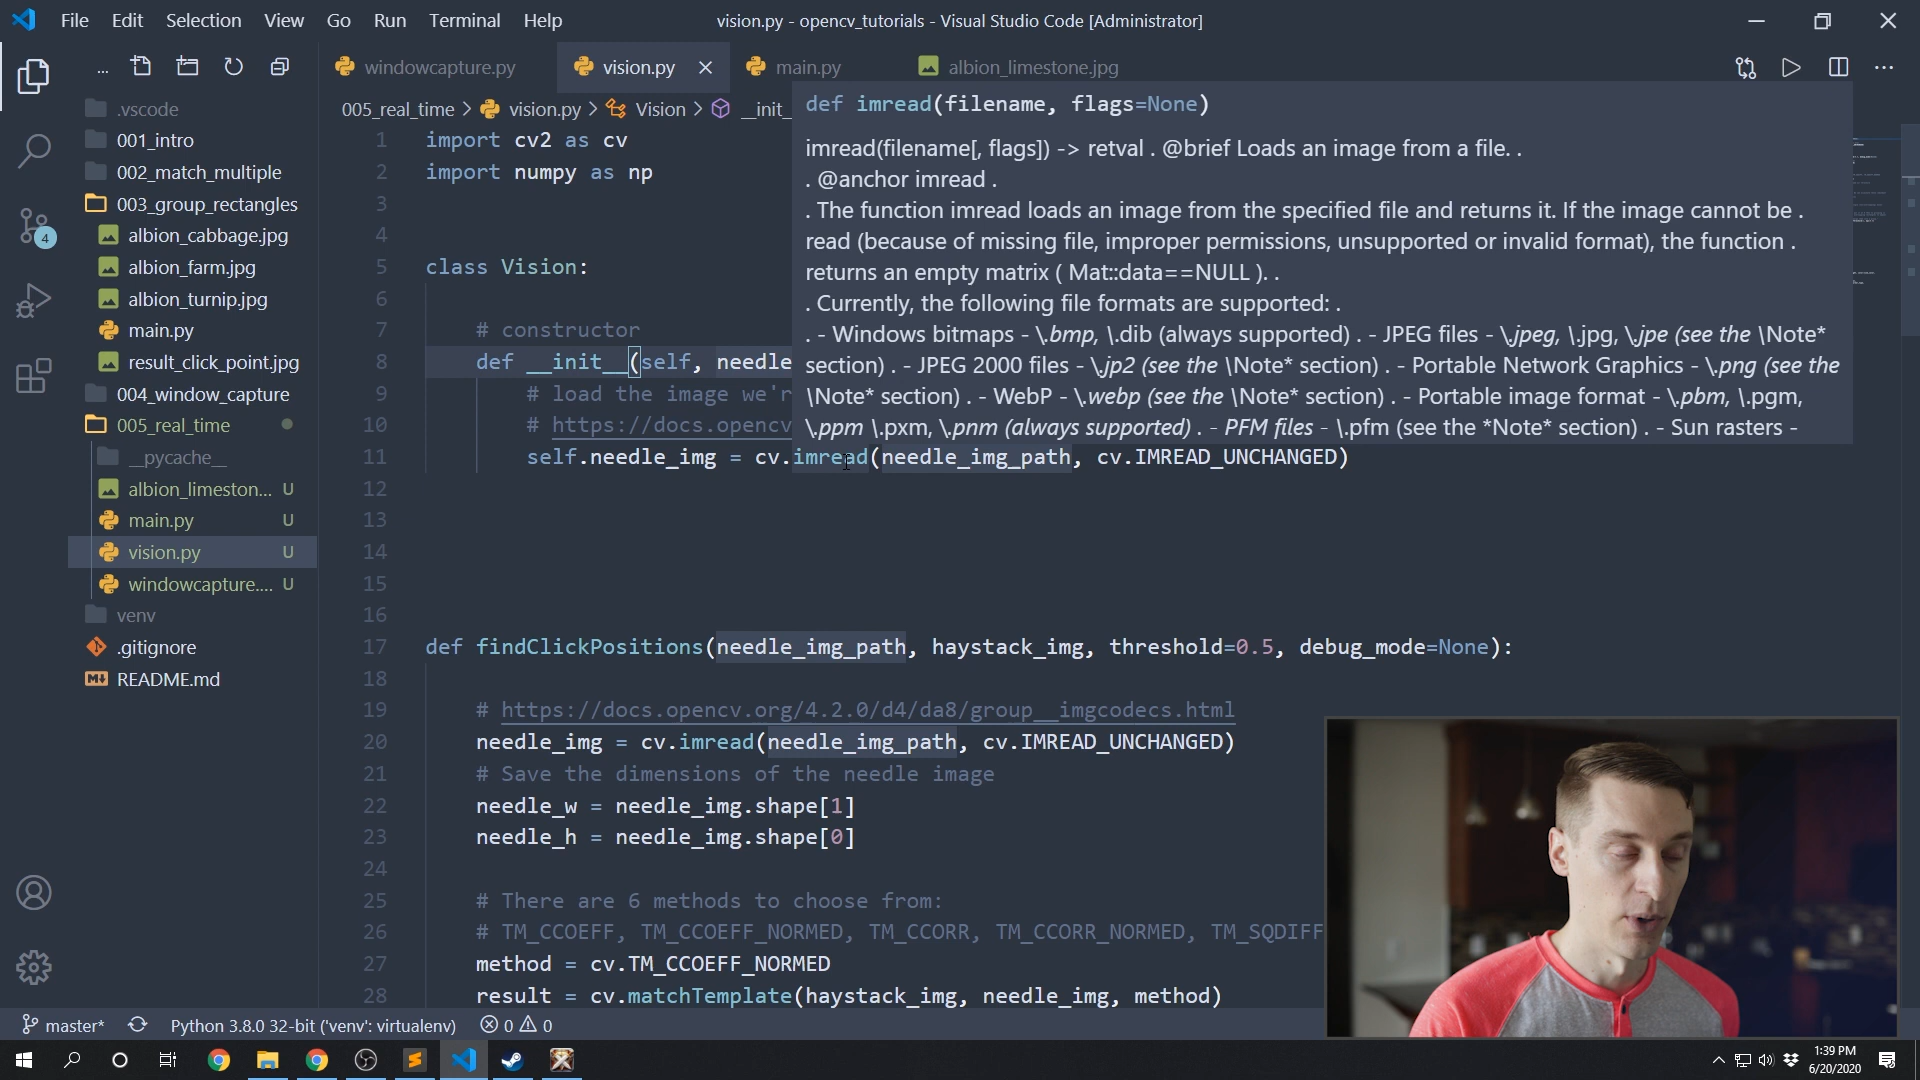 File Edit Selection View Go Run Terminal Help
vision.py - opencv_tutorials - Visual Studio Code [Administrator]
...
windowcapture.py
vision.py
main.py
albion_limestone.jpg
.vscode
001_intro
002_match_multiple
003_group_rectangles
albion_cabbage.jpg
albion_farm.jpg
albion_turnip.jpg
main.py
result_click_point.jpg
004_window_capture
005_real_time
__pycache__
albion_limeston... U
main.py U
vision.py U
windowcapture.... U
venv
.gitignore
README.md
4
005_real_time > vision.py > Vision > __init_
def imread(filename, flags=None)
imread(filename[, flags]) -> retval . @brief Loads an image from a file. .
. @anchor imread .
. The function imread loads an image from the specified file and returns it. If the image cannot be .
read (because of missing file, improper permissions, unsupported or invalid format), the function .
returns an empty matrix ( Mat::data==NULL ). .
. Currently, the following file formats are supported: .
. - Windows bitmaps - \.bmp, \.dib (always supported) . - JPEG files - \.jpeg, \.jpg, \.jpe (see the \Note*
section) . - JPEG 2000 files - \.jp2 (see the \Note* section) . - Portable Network Graphics - \.png (see the
\Note* section) . - WebP - \.webp (see the \Note* section) . - Portable image format - \.pbm, \.pgm,
\.ppm \.pxm, \.pnm (always supported) . - PFM files - \.pfm (see the *Note* section) . - Sun rasters -
1 import cv2 as cv
2 import numpy as np
3
4
5 class Vision:
6
7 # constructor
8 def __init__(self, needle
9 # load the image we'r
10 # https://docs.opencv
11 self.needle_img = cv.imread(needle_img_path, cv.IMREAD_UNCHANGED)
12
13
14
15
16
17 def findClickPositions(needle_img_path, haystack_img, threshold=0.5, debug_mode=None):
18
19 # https://docs.opencv.org/4.2.0/d4/da8/group__imgcodecs.html
20 needle_img = cv.imread(needle_img_path, cv.IMREAD_UNCHANGED)
21 # Save the dimensions of the needle image
22 needle_w = needle_img.shape[1]
23 needle_h = needle_img.shape[0]
24
25 # There are 6 methods to choose from:
26 # TM_CCOEFF, TM_CCOEFF_NORMED, TM_CCORR, TM_CCORR_NORMED, TM_SQDIFF
27 method = cv.TM_CCOEFF_NORMED
28 result = cv.matchTemplate(haystack_img, needle_img, method)
master* Python 3.8.0 32-bit ('venv': virtualenv) 0 0
1:39 PM
6/20/2020